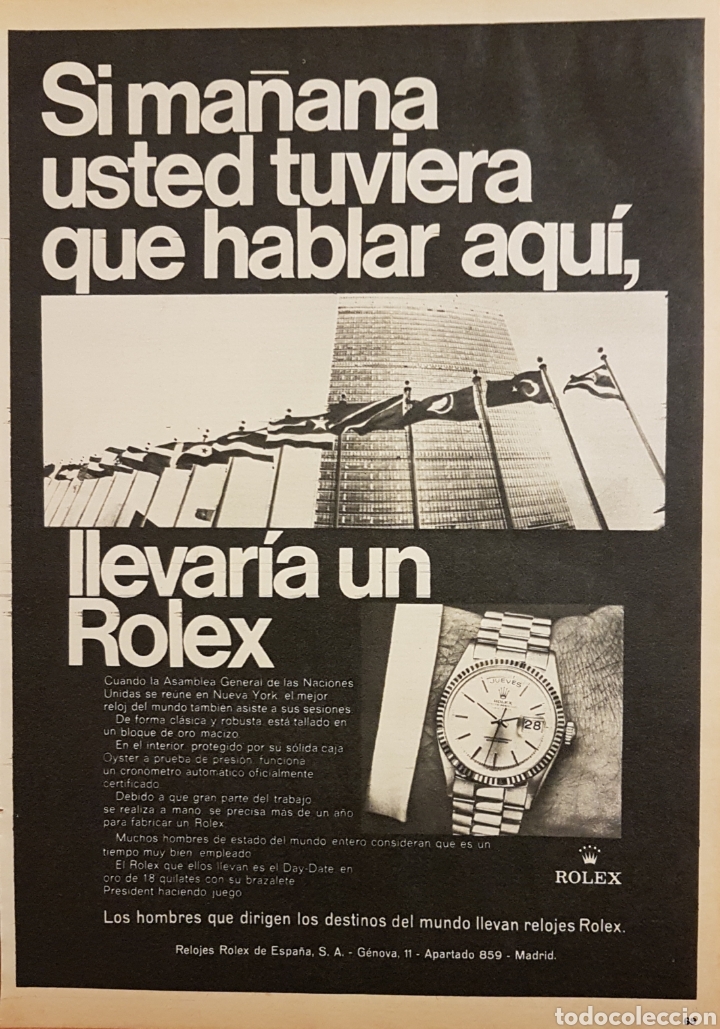 Si mañana
usted tuviera
que hablar aquí,
llevaría un
Rolex
Cuando la Asamblea General de las Naciones
Unidas se reune en Nueva York el mejor
reloj del mundo tambien asiste a sus sesiones
De forma clásica y robusta está tallado en
un bloque de oro macizo
En el interior protegido por su sólida caja
Oyster a prueba de presión funciona
un cronometro automatico oficialmente
certificado
Debido a que gran parte del trabajo
se realiza a mano se precisa más de un año
para fabricar un Rolex
Muchos hombres de estado del mundo entero consideran que es un
tiempo muy bien empleado
El Rolex que ellos llevan es el Day-Date en
oro de 18 quilates con su brazalete
President haciendo juego
JUEVES
ROLEX
28
ROLEX
Los hombres que dirigen los destinos del mundo llevan relojes Rolex.
Relojes Rolex de España, S. A. - Génova, 11 - Apartado 859 - Madrid.
todocoleccion